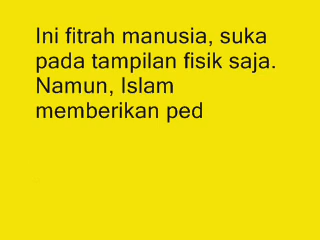 Ini fitrah manusia, suka
pada tampilan fisik saja.
Namun, Islam
memberikan ped